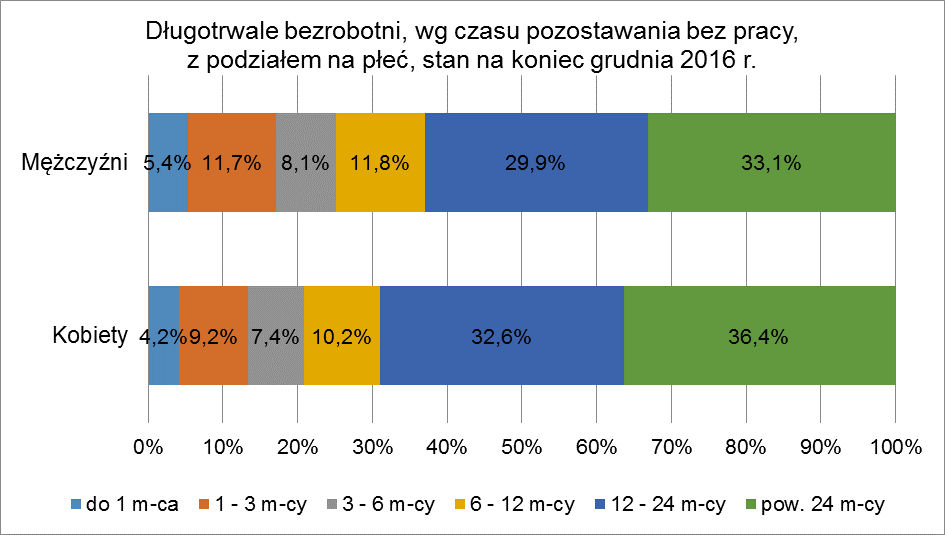 Długotrwale bezrobotni, wg czasu pozostawania bez pracy,
z podziałem na płeć, stan na koniec grudnia 2016 r.
Mężczyźni
5,4% 11,7% 8,1% 11,8% 29,9% 33,1%
Kobiety
4,2% 9,2% 7,4% 10,2% 32,6% 36,4%
0% 10% 20% 30% 40% 50% 60% 70% 80% 90% 100%
do 1 m-ca 1 - 3 m-cy 3 - 6 m-cy 6 - 12 m-cy 12 - 24 m-cy pow. 24 m-cy